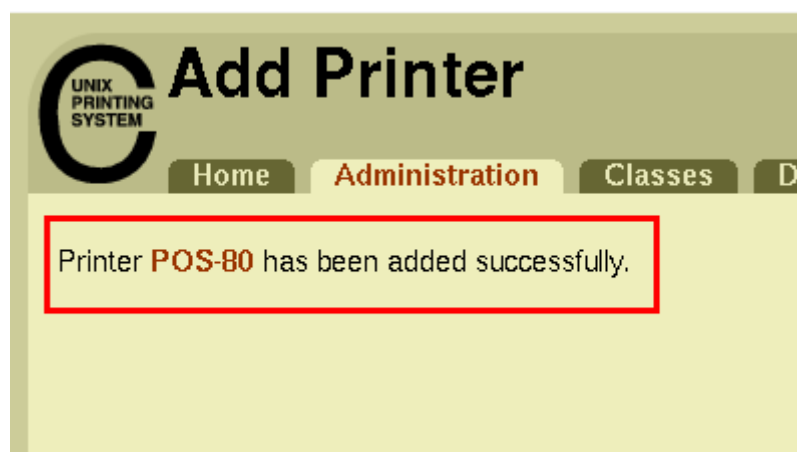 UNIX
PRINTING
SYSTEM
Add Printer
Home Administration Classes D
Printer POS-80 has been added successfully.